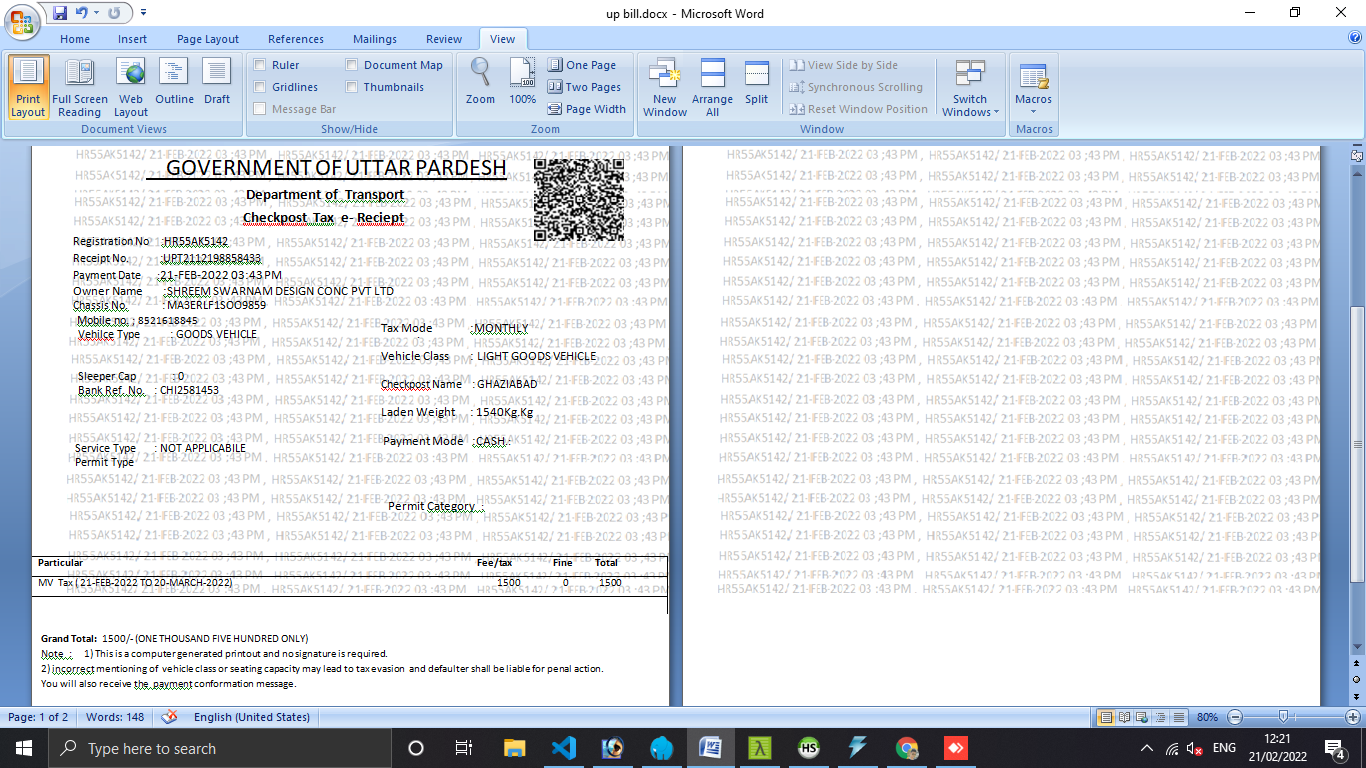 up bill.docx - Microsoft Word
Home Insert Page Layout References Mailings Review View
Print Layout
Full Screen Reading
Web Layout
Outline
Draft
Document Views
Ruler
Gridlines
Message Bar
Document Map
Thumbnails
Show/Hide
Zoom
100%
One Page
Two Pages
Page Width
Zoom
New Window
Arrange All
Split
View Side by Side
Synchronous Scrolling
Reset Window Position
Switch Windows
Window
Macros
Macros
GOVERNMENT OF UTTAR PARDESH
Department of Transport
Checkpost Tax e- Reciept
Registration No :HR55AK5142
Receipt No. :UPT2112198858433
Payment Date :21-FEB-2022 03:43 PM
Owner Name :SHREEM SWARNAM DESIGN CONC PVT LTD
Chassis No. : MA3ERLF1SOO9859
Mobile no. ; 8521618845
Vehilce Type : GOODS VEHICLE
Tax Mode :MONTHLY
Vehicle Class : LIGHT GOODS VEHICLE
Sleeper Cap : 0
Bank Ref. No. : CHI2581453
Checkpost Name : GHAZIABAD
Laden Weight : 1540Kg.Kg
Payment Mode :CASH.:
Service Type : NOT APPLICABILE
Permit Type
Permit Category .:
HR55AK5142/ 21-FEB-2022 03 ;43 PM ,
Particular Fee/tax Fine Total
MV Tax ( 21-FEB-2022 TO 20-MARCH-2022) 1500 0 1500
Grand Total: 1500/- (ONE THOUSAND FIVE HUNDRED ONLY)
Note : 1) This is a computer generated printout and no signature is required.
2) incorrect mentioning of vehicle class or seating capacity may lead to tax evasion and defaulter shall be liable for penal action.
You will also receive the payment conformation message.
Page: 1 of 2 Words: 148 English (United States) 80%
Type here to search
ENG
12:21
21/02/2022
4